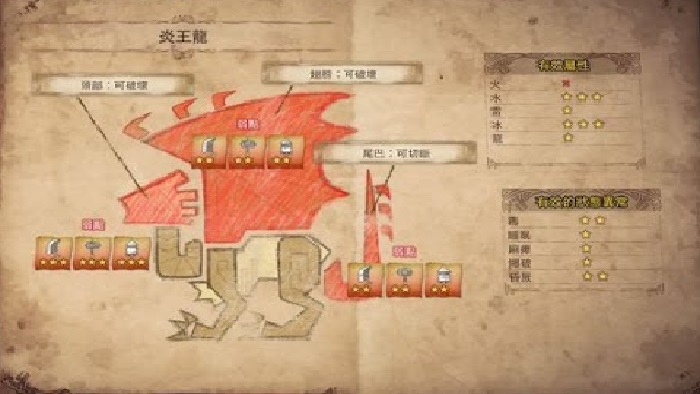 炎王龍
頭部：可破壞
翅膀：可破壞
弱點
尾巴：可切斷
弱點
弱點
有效屬性
火
水
雷
冰
龍
有效的狀態異常
毒
睡眠
麻痺
爆破
昏厥